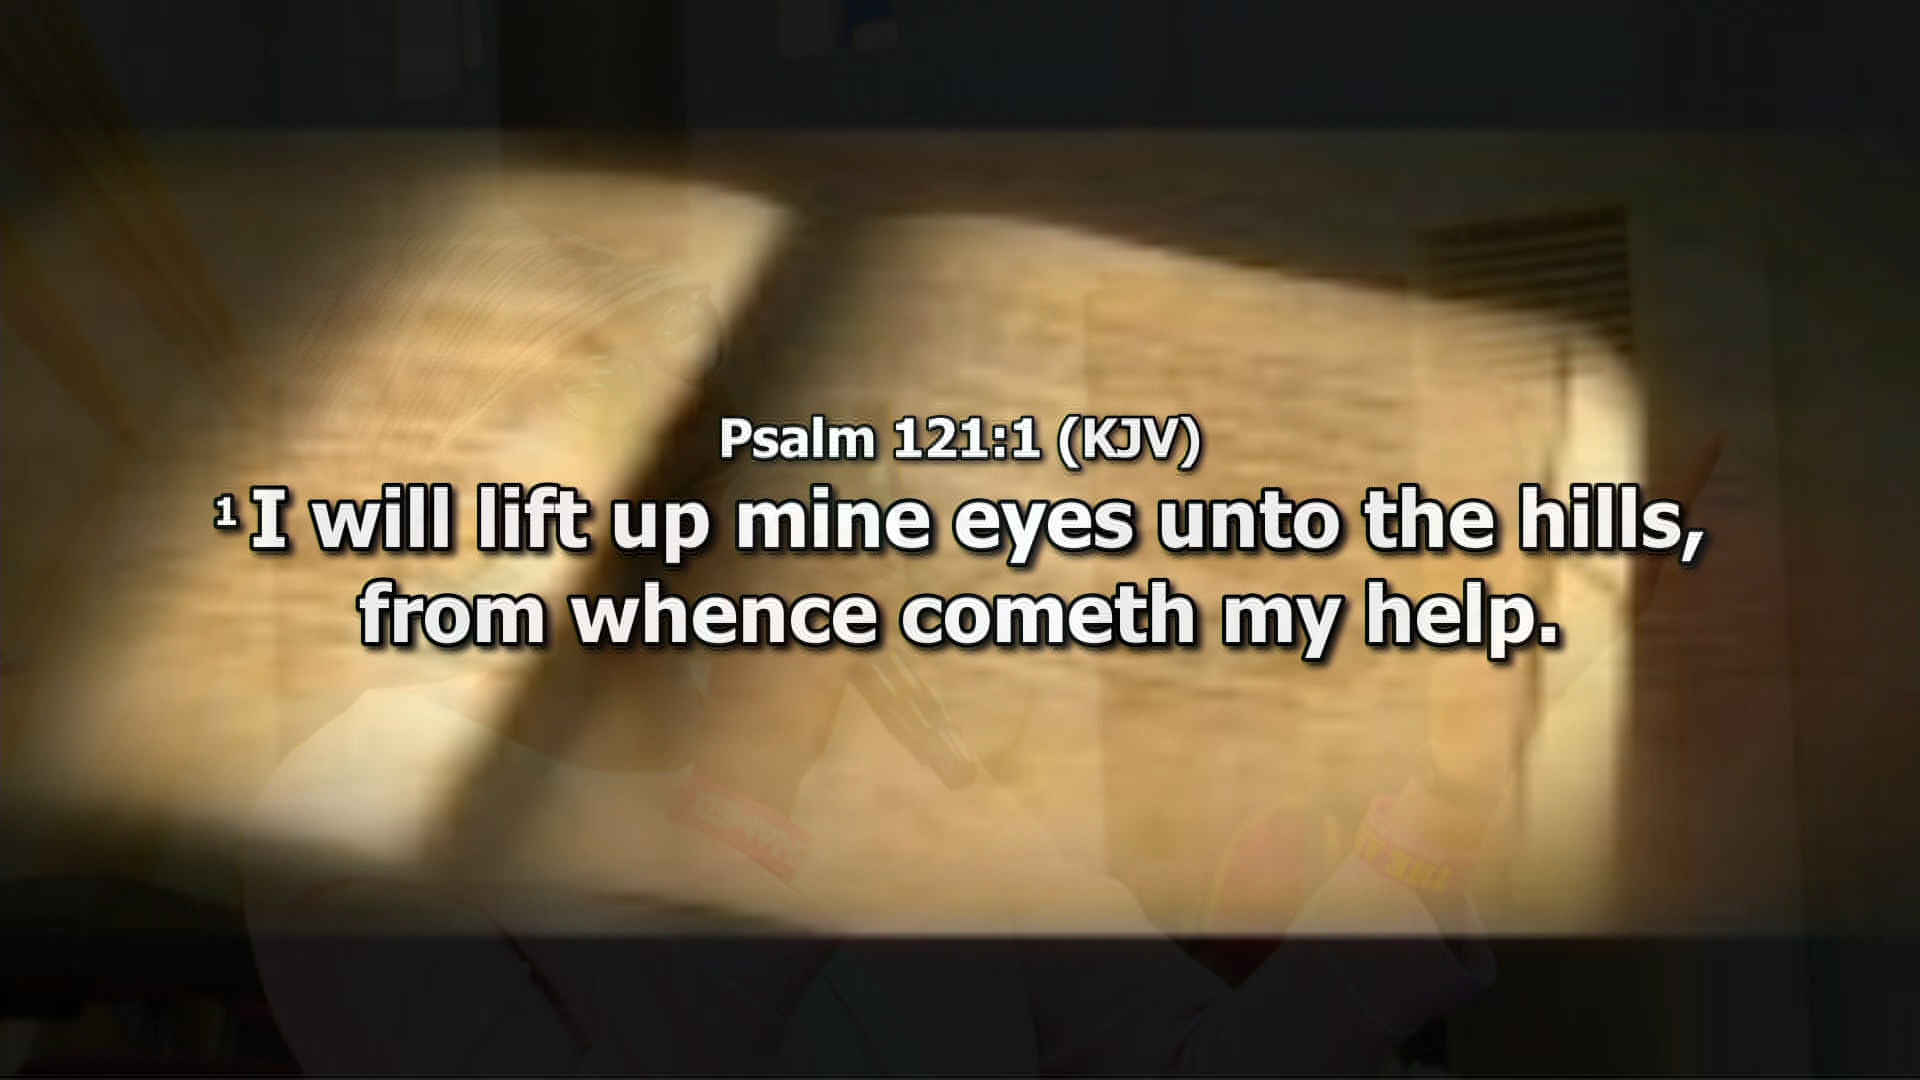 Psalm 121:1 (KJV)
1 I will lift up mine eyes unto the hills,
from whence cometh my help.